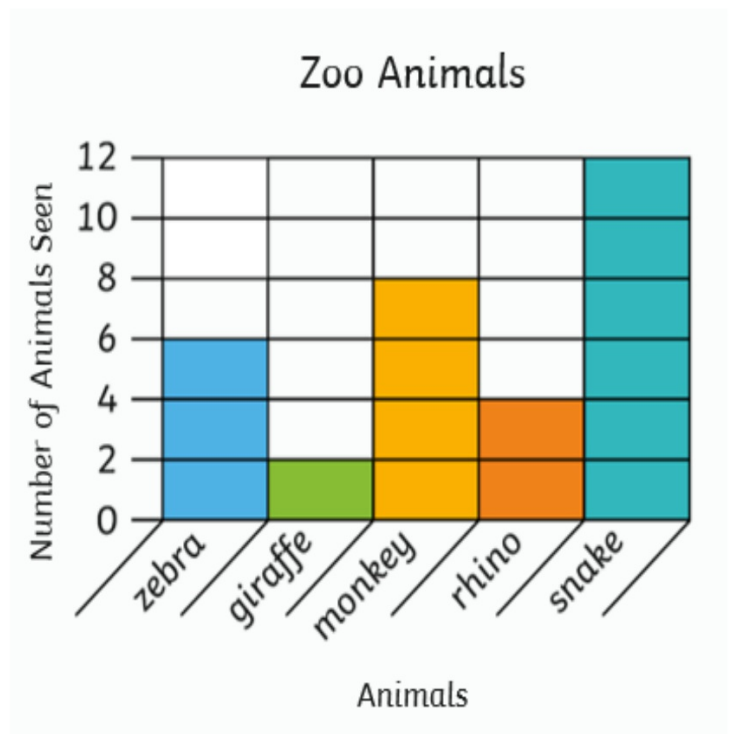 Zoo Animals
Number of Animals Seen
12
10
8
6
4
2
0
zebra
giraffe
monkey
rhino
snake
Animals